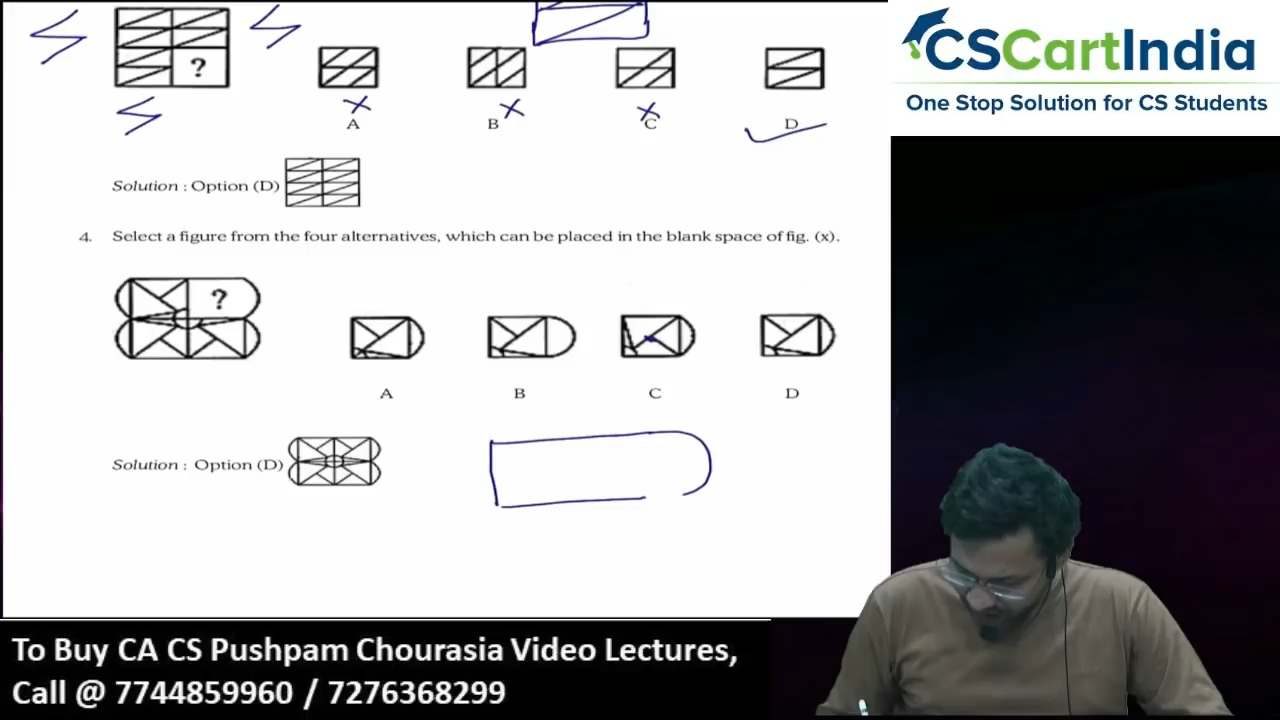 ?
A
B
C
D
CSCartIndia
One Stop Solution for CS Students
Solution : Option (D)
4. Select a figure from the four alternatives, which can be placed in the blank space of fig. (x).
?
A
B
C
D
Solution : Option (D)
To Buy CA CS Pushpam Chourasia Video Lectures,
Call @ 7744859960 / 7276368299